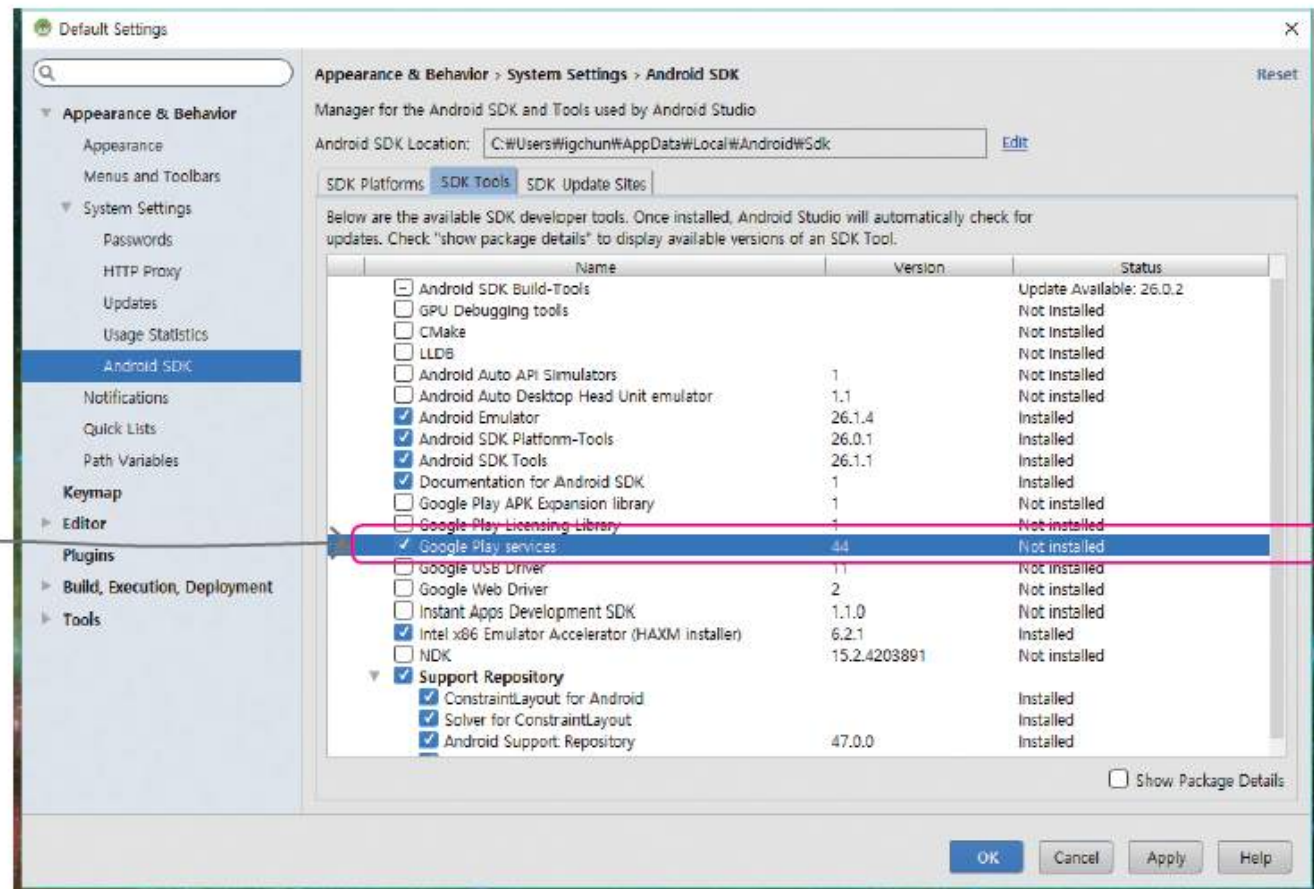 Default Settings
Appearance & Behavior
Appearance
Menus and Toolbars
System Settings
Passwords
HTTP Proxy
Updates
Usage Statistics
Android SDK
Notifications
Quick Lists
Path Variables
Keymap
Editor
Plugins
Build, Execution, Deployment
Tools
Appearance & Behavior › System Settings › Android SDK Reset
Manager for the Android SDK and Tools used by Android Studio
Android SDK Location: C:₩Users₩igchun₩AppData₩Local₩Android₩Sdk Edit
SDK Platforms SDK Tools SDK Update Sites
Below are the available SDK developer tools. Once installed, Android Studio will automatically check for
updates. Check "show package details" to display available versions of an SDK Tool.
Name Version Status
Android SDK Build-Tools Update Available: 26.0.2
GPU Debugging tools Not Installed
CMake Not Installed
LLDB Not Installed
Android Auto API Simulators 1 Not installed
Android Auto Desktop Head Unit emulator 1.1 Not installed
Android Emulator 26.1.4 Installed
Android SDK Platform-Tools 26.0.1 Installed
Android SDK Tools 26.1.1 Installed
Documentation for Android SDK 1 Installed
Google Play APK Expansion library 1 Not installed
Google Play Licensing Library 1 Not installed
Google Play services 44 Not installed
Google USB Driver 11 Not installed
Google Web Driver 2 Not installed
Instant Apps Development SDK 1.1.0 Not installed
Intel x86 Emulator Accelerator (HAXM installer) 6.2.1 Installed
NDK 15.2.4203891 Not installed
Support Repository
ConstraintLayout for Android Installed
Solver for ConstraintLayout Installed
Android Support Repository 47.0.0 Installed
Show Package Details
OK Cancel Apply Help